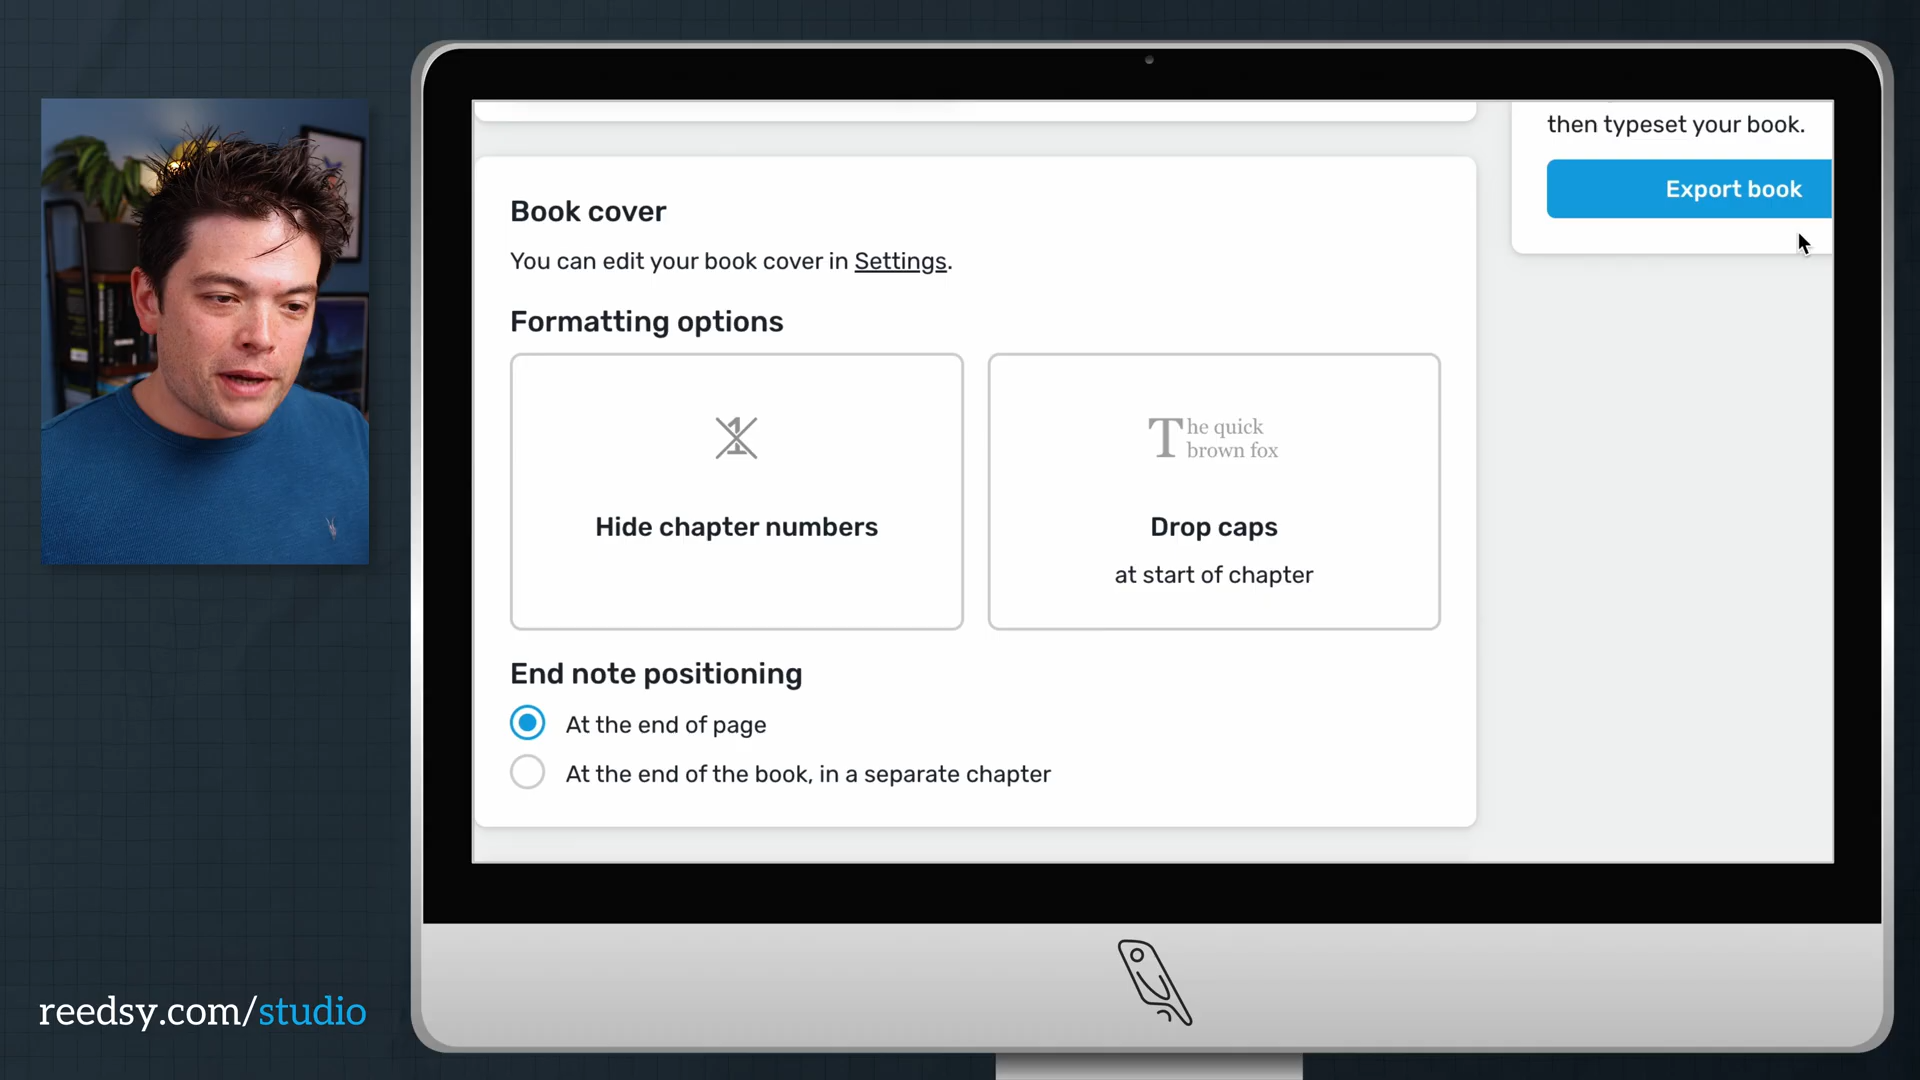 then typeset your book.
Export book
Book cover
You can edit your book cover in Settings.
Formatting options
1
The quick
brown fox
Hide chapter numbers
Drop caps
at start of chapter
End note positioning
At the end of page
At the end of the book, in a separate chapter
reedsy.com/studio